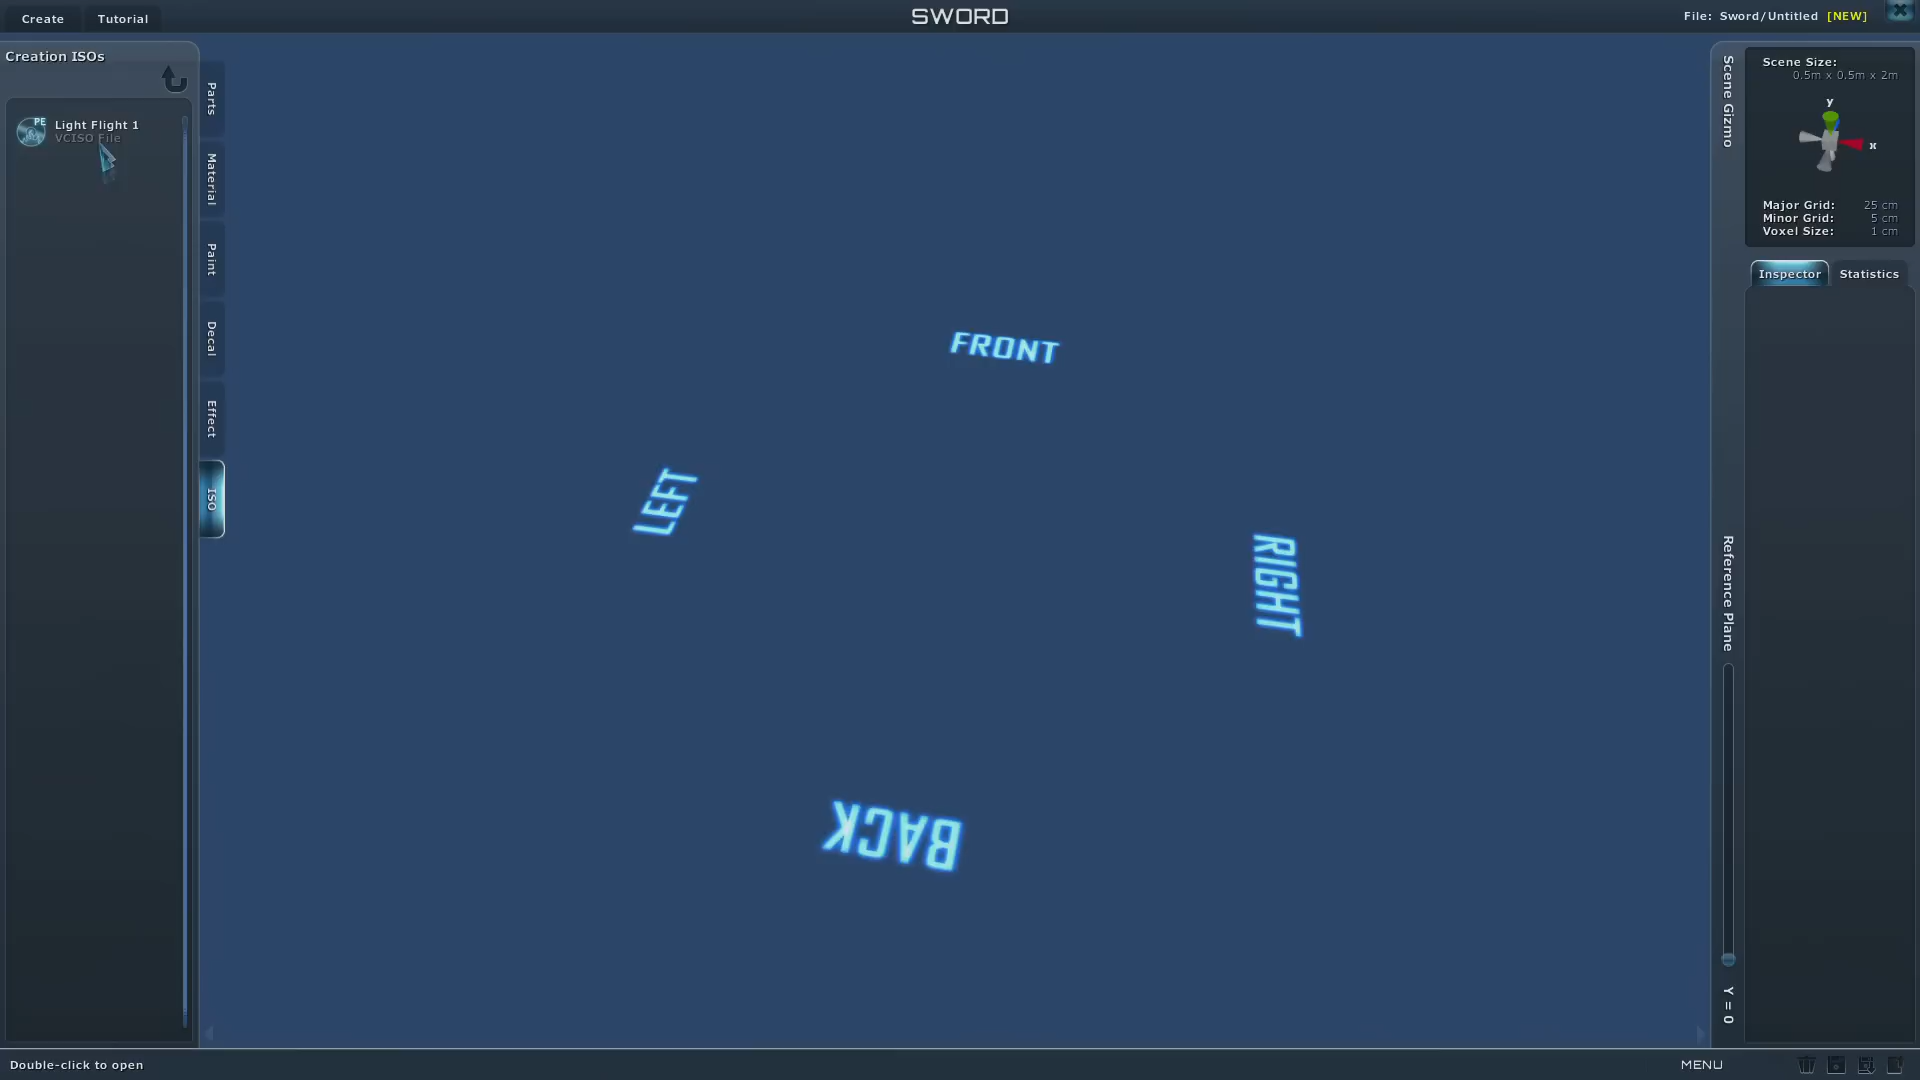 Create
Tutorial
SWORD
File: Sword/Untitled [NEW]
Creation ISOs
PE
Light Flight 1
VCISO File
Parts
Material
Paint
Decal
Effect
ISO
FRONT
LEFT
RIGHT
BACK
Scene Gizmo
Scene Size:
0.5m x 0.5m x 2m
y
x
Major Grid: 25 cm
Minor Grid: 5 cm
Voxel Size: 1 cm
Inspector
Statistics
Reference Plane
Y = 0
Double-click to open
MENU